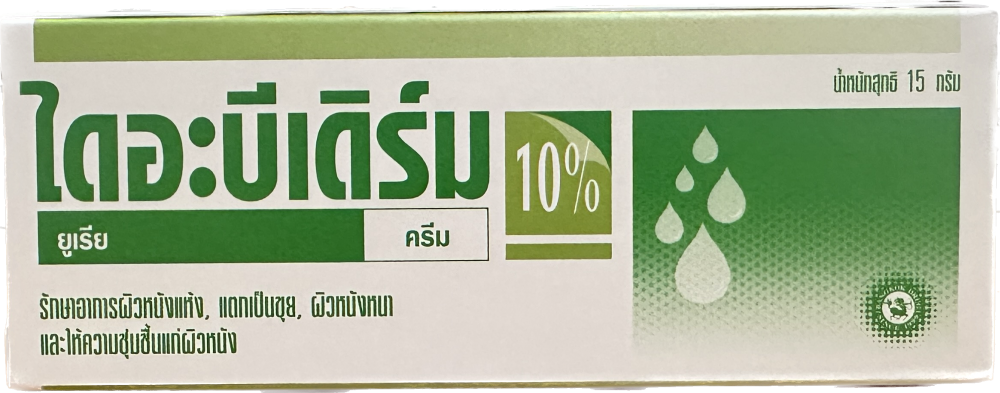 น้ำหนักสุทธิ 15 กรัม
ไดอะบีเดิร์ม
10%
ยูเรีย ครีม
รักษาอาการผิวหนังแห้ง, แตกเป็นขุย, ผิวหนังหนา
และให้ความชุ่มชื้นแก่ผิวหนัง